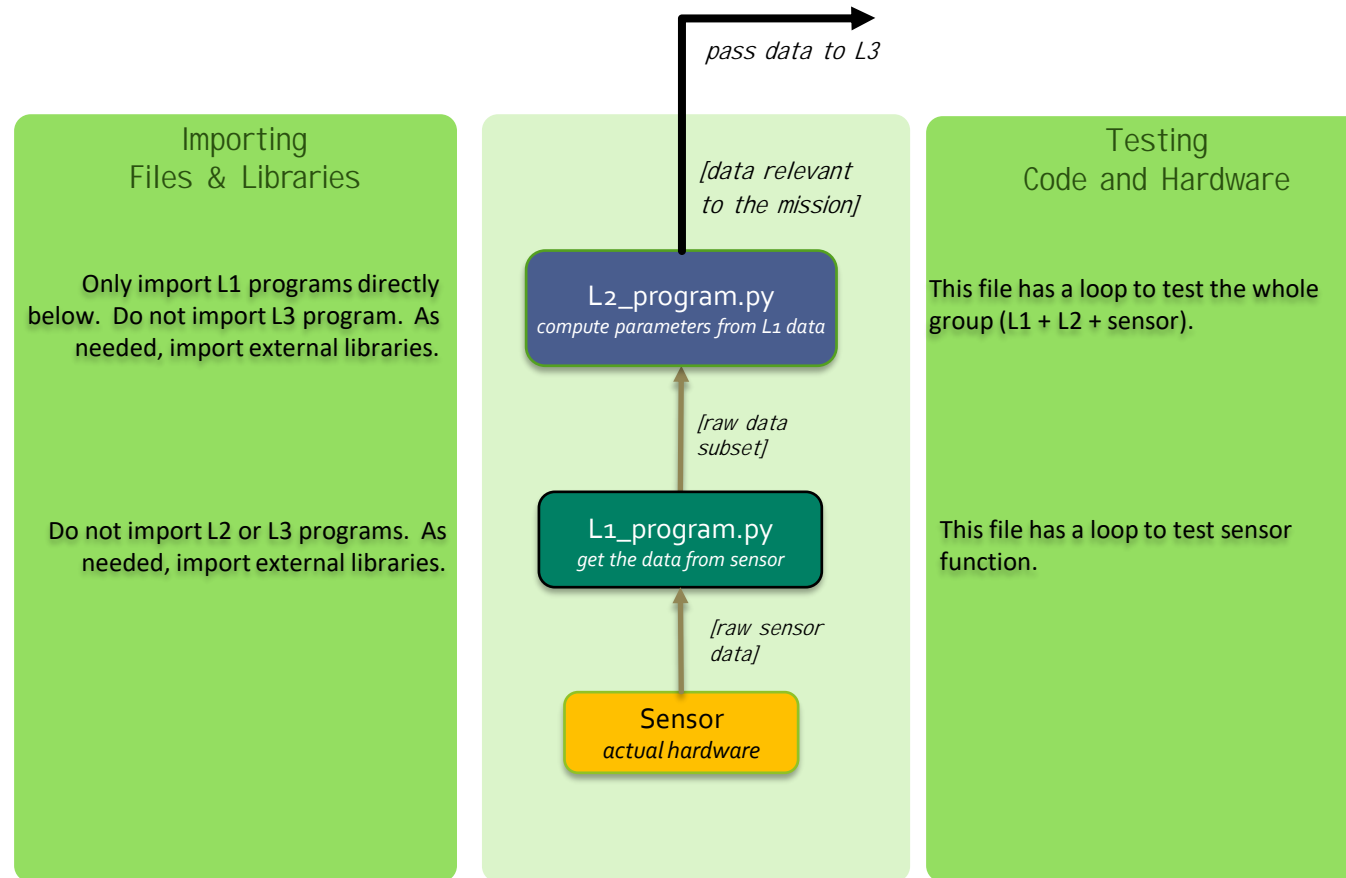 pass data to L3
Importing
Files & Libraries
Only import L1 programs directly
below. Do not import L3 program. As
needed, import external libraries.
Do not import L2 or L3 programs. As
needed, import external libraries.
[data relevant
to the mission]
L2_program.py
compute parameters from L1 data
[raw data
subset]
L1_program.py
get the data from sensor
[raw sensor
data]
Sensor
actual hardware
Testing
Code and Hardware
This file has a loop to test the whole
group (L1 + L2 + sensor).
This file has a loop to test sensor
function.